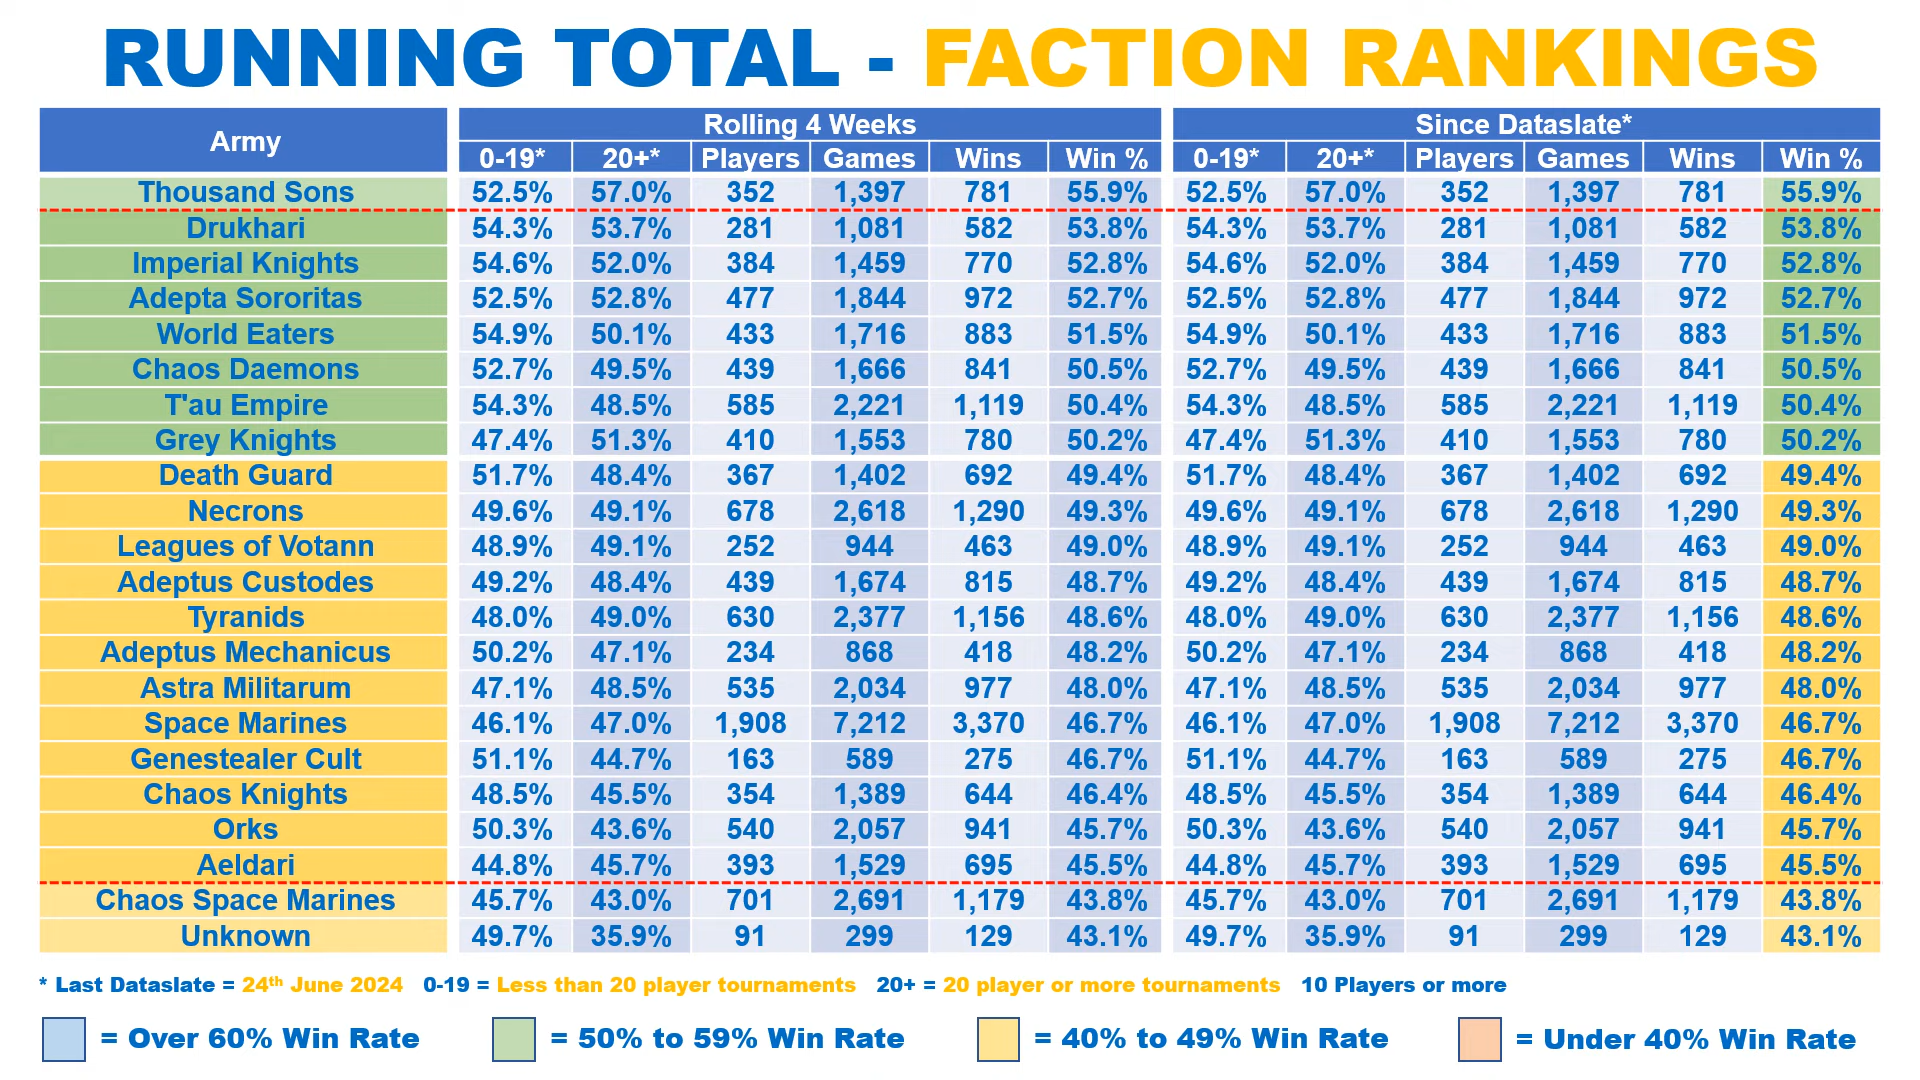 RUNNING TOTAL - FACTION RANKINGS
Army Rolling 4 Weeks Since Dataslate*
0-19* 20+* Players Games Wins Win % 0-19* 20+* Players Games Wins Win %
Thousand Sons 52.5% 57.0% 352 1,397 781 55.9% 52.5% 57.0% 352 1,397 781 55.9%
Drukhari 54.3% 53.7% 281 1,081 582 53.8% 54.3% 53.7% 281 1,081 582 53.8%
Imperial Knights 54.6% 52.0% 384 1,459 770 52.8% 54.6% 52.0% 384 1,459 770 52.8%
Adepta Sororitas 52.5% 52.8% 477 1,844 972 52.7% 52.5% 52.8% 477 1,844 972 52.7%
World Eaters 54.9% 50.1% 433 1,716 883 51.5% 54.9% 50.1% 433 1,716 883 51.5%
Chaos Daemons 52.7% 49.5% 439 1,666 841 50.5% 52.7% 49.5% 439 1,666 841 50.5%
T'au Empire 54.3% 48.5% 585 2,221 1,119 50.4% 54.3% 48.5% 585 2,221 1,119 50.4%
Grey Knights 47.4% 51.3% 410 1,553 780 50.2% 47.4% 51.3% 410 1,553 780 50.2%
Death Guard 51.7% 48.4% 367 1,402 692 49.4% 51.7% 48.4% 367 1,402 692 49.4%
Necrons 49.6% 49.1% 678 2,618 1,290 49.3% 49.6% 49.1% 678 2,618 1,290 49.3%
Leagues of Votann 48.9% 49.1% 252 944 463 49.0% 48.9% 49.1% 252 944 463 49.0%
Adeptus Custodes 49.2% 48.4% 439 1,674 815 48.7% 49.2% 48.4% 439 1,674 815 48.7%
Tyranids 48.0% 49.0% 630 2,377 1,156 48.6% 48.0% 49.0% 630 2,377 1,156 48.6%
Adeptus Mechanicus 50.2% 47.1% 234 868 418 48.2% 50.2% 47.1% 234 868 418 48.2%
Astra Militarum 47.1% 48.5% 535 2,034 977 48.0% 47.1% 48.5% 535 2,034 977 48.0%
Space Marines 46.1% 47.0% 1,908 7,212 3,370 46.7% 46.1% 47.0% 1,908 7,212 3,370 46.7%
Genestealer Cult 51.1% 44.7% 163 589 275 46.7% 51.1% 44.7% 163 589 275 46.7%
Chaos Knights 48.5% 45.5% 354 1,389 644 46.4% 48.5% 45.5% 354 1,389 644 46.4%
Orks 50.3% 43.6% 540 2,057 941 45.7% 50.3% 43.6% 540 2,057 941 45.7%
Aeldari 44.8% 45.7% 393 1,529 695 45.5% 44.8% 45.7% 393 1,529 695 45.5%
Chaos Space Marines 45.7% 43.0% 701 2,691 1,179 43.8% 45.7% 43.0% 701 2,691 1,179 43.8%
Unknown 49.7% 35.9% 91 299 129 43.1% 49.7% 35.9% 91 299 129 43.1%
* Last Dataslate = 24th June 2024 0-19 = Less than 20 player tournaments 20+ = 20 player or more tournaments 10 Players or more
= Over 60% Win Rate = 50% to 59% Win Rate = 40% to 49% Win Rate = Under 40% Win Rate